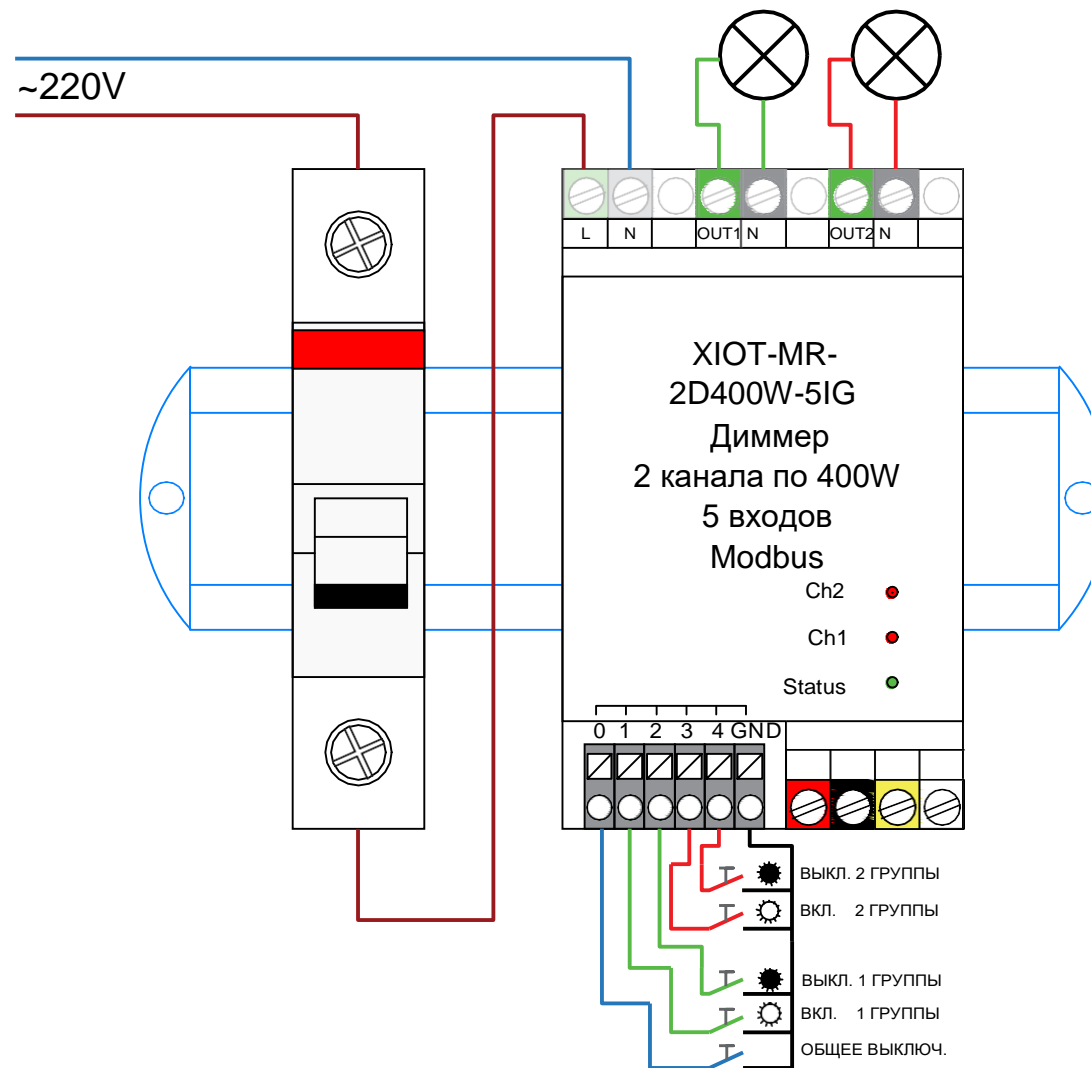 ~220V
L N OUT1 N OUT2 N
XIOT-MR-
2D400W-5IG
Диммер
2 канала по 400W
5 входов
Modbus
Ch2
Ch1
Status
0 1 2 3 4 GND
ВЫКЛ. 2 ГРУППЫ
ВКЛ. 2 ГРУППЫ
ВЫКЛ. 1 ГРУППЫ
ВКЛ. 1 ГРУППЫ
ОБЩЕЕ ВЫКЛЮЧ.